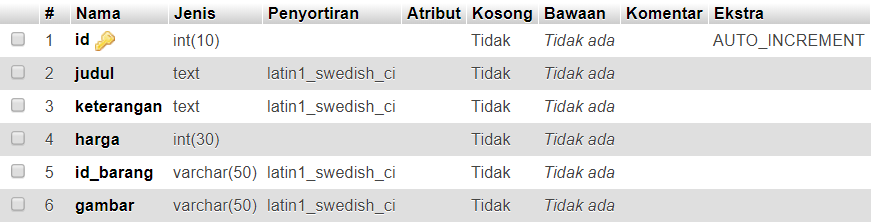 # Nama Jenis Penyortiran Atribut Kosong Bawaan Komentar Ekstra
1 id int(10) Tidak Tidak ada AUTO_INCREMENT
2 judul text latin1_swedish_ci Tidak Tidak ada
3 keterangan text latin1_swedish_ci Tidak Tidak ada
4 harga int(30) Tidak Tidak ada
5 id_barang varchar(50) latin1_swedish_ci Tidak Tidak ada
6 gambar varchar(50) latin1_swedish_ci Tidak Tidak ada